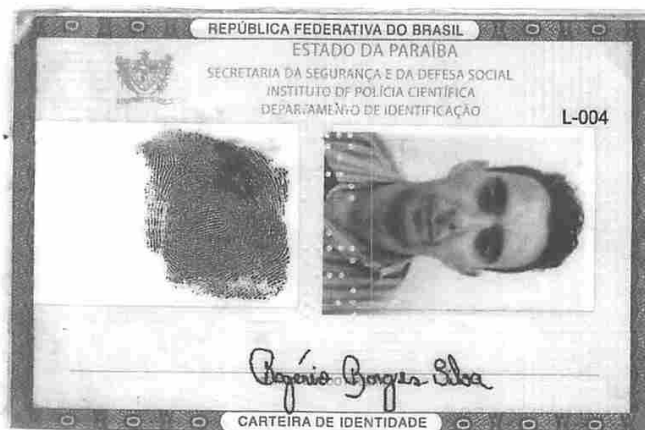 REPÚBLICA FEDERATIVA DO BRASIL
ESTADO DA PARAÍBA
SECRETARIA DA SEGURANÇA E DA DEFESA SOCIAL
INSTITUTO DE POLÍCIA CIENTÍFICA
DEPARTAMENTO DE IDENTIFICAÇÃO
L-004
Rogério Borges Silva
CARTEIRA DE IDENTIDADE